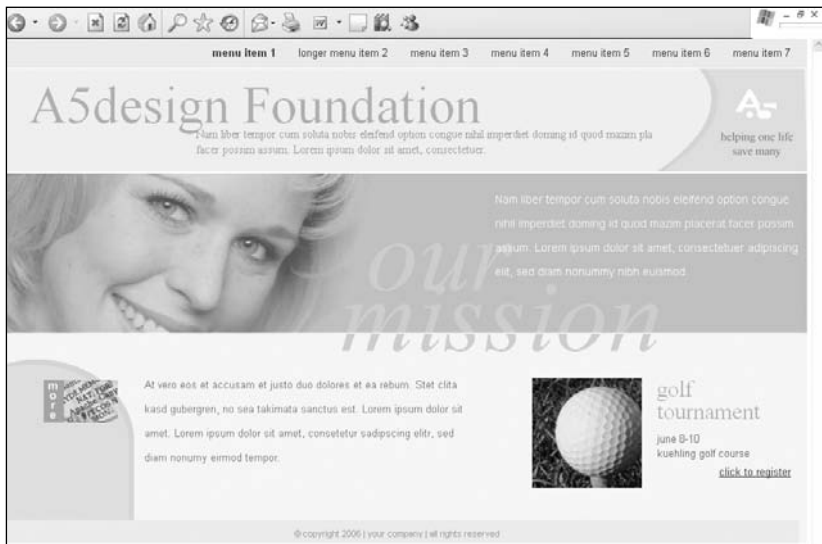 menu item 1 longer menu item 2 menu item 3 menu item 4 menu item 5 menu item 6 menu item 7
A5design Foundation
Nam liber tempor cum soluta nobis eleifend option congue nihil imperdiet doming id quod mazim pla
facer possim assum. Lorem ipsum dolor sit amet, consectetuer.
helping one life
save many
Nam liber tempor cum soluta nobis eleifend option congue
nihil imperdiet doming id quod mazim placerat facer possim
assum. Lorem ipsum dolor sit amet, consectetuer adipiscing
elit, sed diam nonummy nibh euismod.
our
mission
more
At vero eos et accusam et justo duo dolores et ea rebum. Stet clita
kasd gubergren, no sea takimata sanctus est. Lorem ipsum dolor sit
amet. Lorem ipsum dolor sit amet, consetetur sadipscing elitr, sed
diam nonumy eirmod tempor.
golf
tournament
june 8-10
kuehling golf course
click to register
© copyright 2006 | your company | all rights reserved